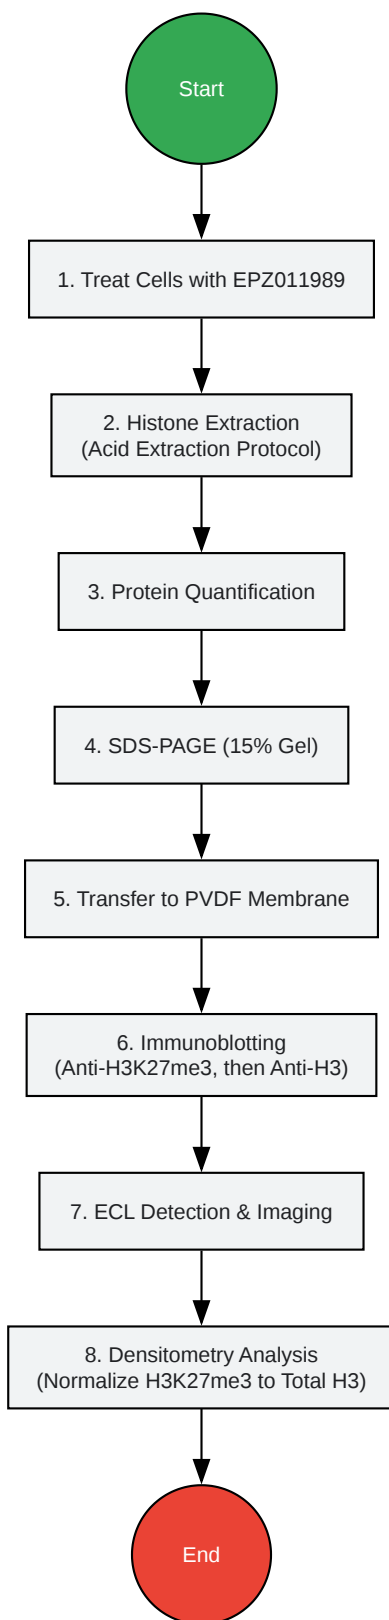 Start
1. Treat Cells with EPZ011989
2. Histone Extraction
(Acid Extraction Protocol)
3. Protein Quantification
4. SDS-PAGE (15% Gel)
5. Transfer to PVDF Membrane
6. Immunoblotting
(Anti-H3K27me3, then Anti-H3)
7. ECL Detection & Imaging
8. Densitometry Analysis
(Normalize H3K27me3 to Total H3)
End